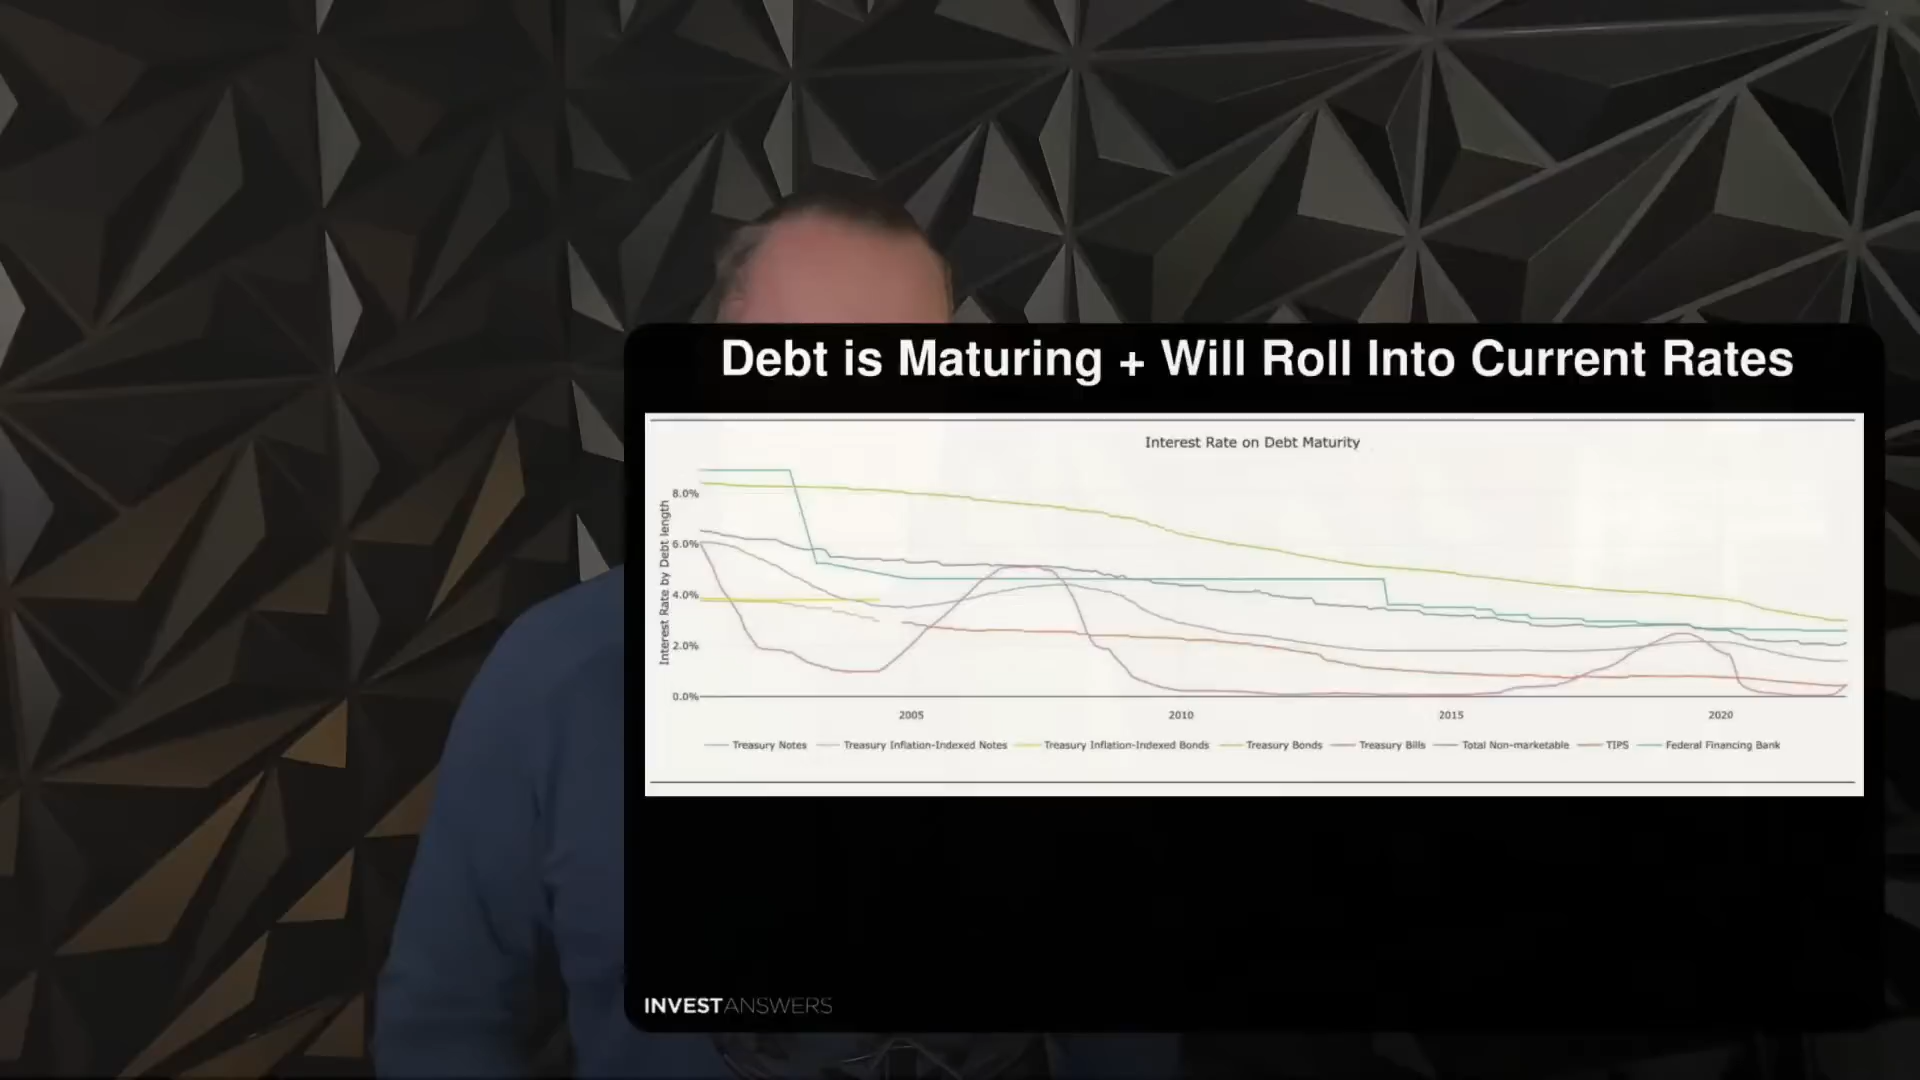 Debt is Maturing + Will Roll Into Current Rates
Interest Rate on Debt Maturity
Interest Rate by Debt length
8.0%
6.0%
4.0%
2.0%
0.0%
2005 2010 2015 2020
Treasury Notes Treasury Inflation-Indexed Notes Treasury Inflation-Indexed Bonds Treasury Bonds Treasury Bills Total Non-marketable TIPS Federal Financing Bank
INVESTANSWERS